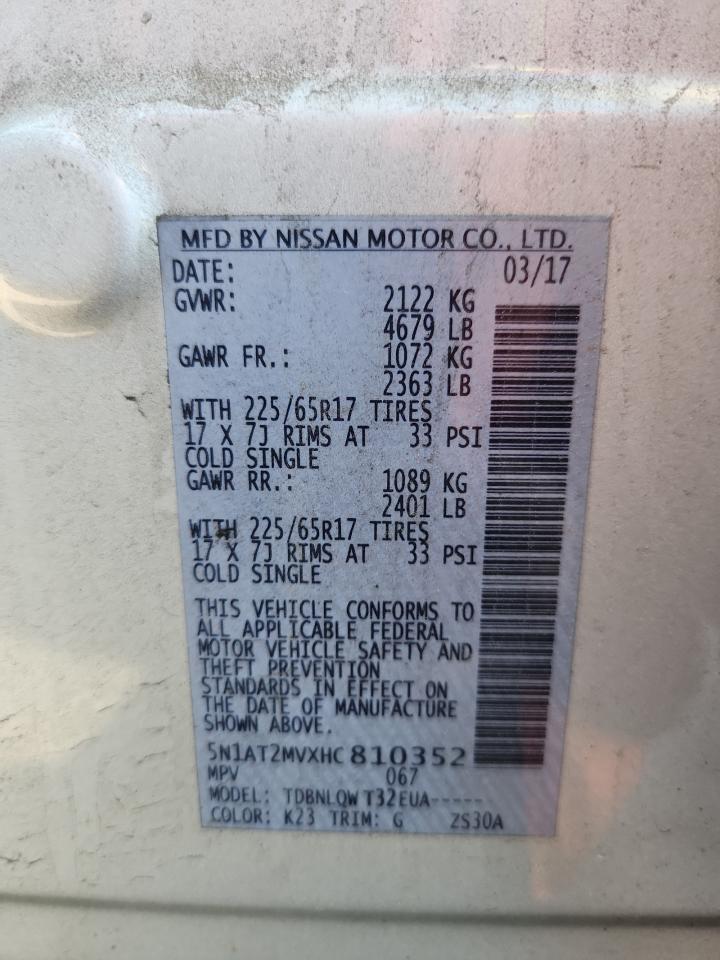 MFD BY NISSAN MOTOR CO., LTD.
DATE: 03/17
GVWR: 2122 KG
4679 LB
GAWR FR.: 1072 KG
2363 LB
WITH 225/65R17 TIRES
17 X 7J RIMS AT 33 PSI
COLD SINGLE
GAWR RR.: 1089 KG
2401 LB
WITH 225/65R17 TIRES
17 X 7J RIMS AT 33 PSI
COLD SINGLE
THIS VEHICLE CONFORMS TO
ALL APPLICABLE FEDERAL
MOTOR VEHICLE SAFETY AND
THEFT PREVENTION
STANDARDS IN EFFECT ON
THE DATE OF MANUFACTURE
SHOWN ABOVE.
5N1AT2MVXHC810352
MPV 067
MODEL: TDBNLQW T32EUA-----
COLOR: K23 TRIM: G ZS30A